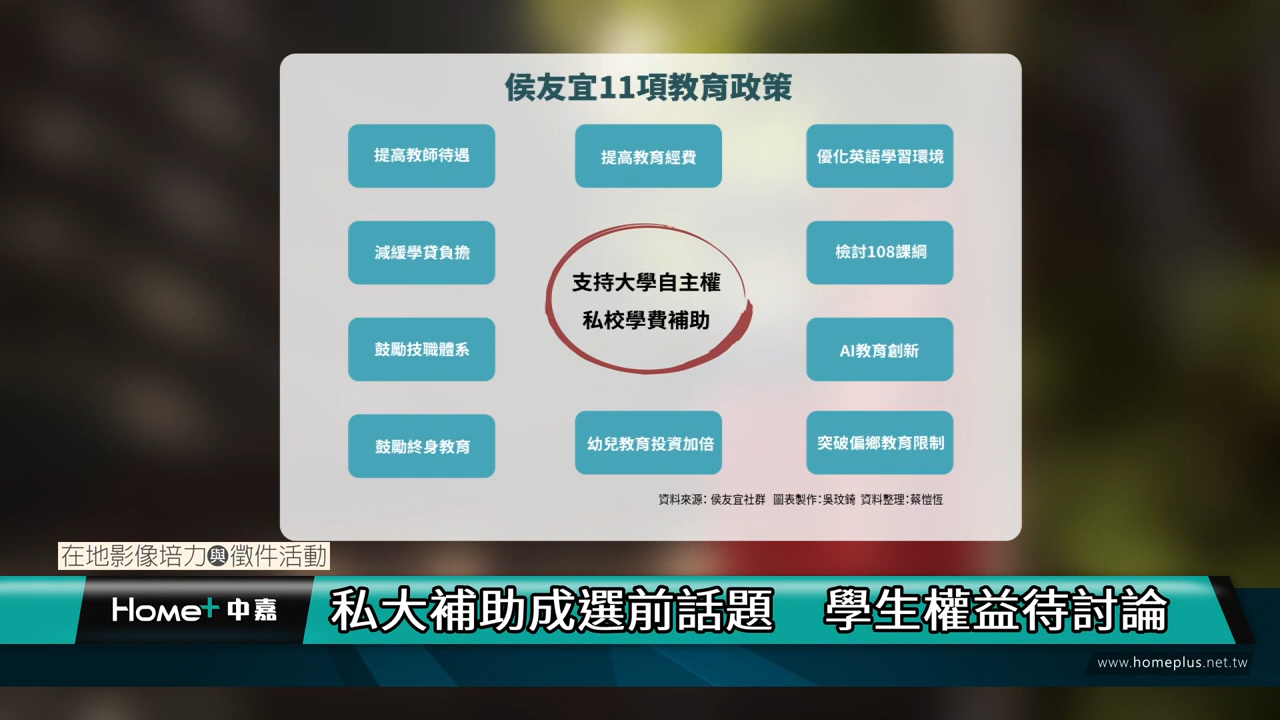 侯友宜11項教育政策
提高教師待遇
提高教育經費
優化英語學習環境
減緩學貸負擔
支持大學自主權
私校學費補助
檢討108課綱
鼓勵技職體系
AI教育創新
鼓勵終身教育
幼兒教育投資加倍
突破偏鄉教育限制
資料來源：侯友宜社群 圖表製作：吳玟錡 資料整理：蔡愷恆
在地影像培力與徵件活動
Home+中嘉
私大補助成選前話題 學生權益待討論
www.homeplus.net.tw